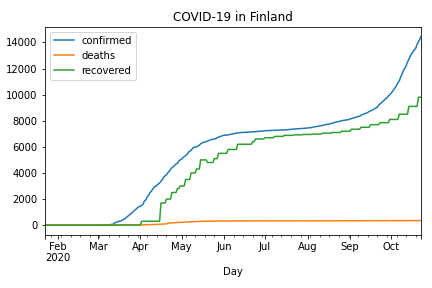 COVID-19 in Finland
confirmed
deaths
recovered
14000
12000
10000
8000
6000
4000
2000
0
Feb Mar Apr May Jun Jul Aug Sep Oct
2020
Day